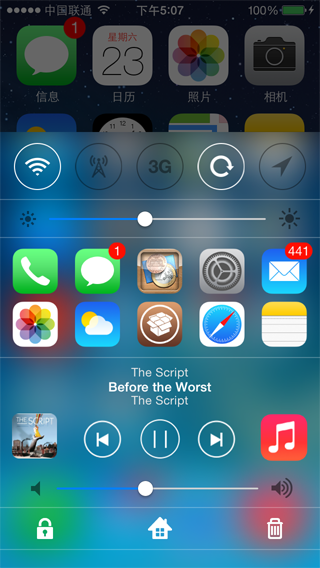 中国联通 下午5:07 100%
1
星期六
23
信息 日历 照片 相机
3G
1 441
The Script
Before the Worst
The Script
THE SCRIPT